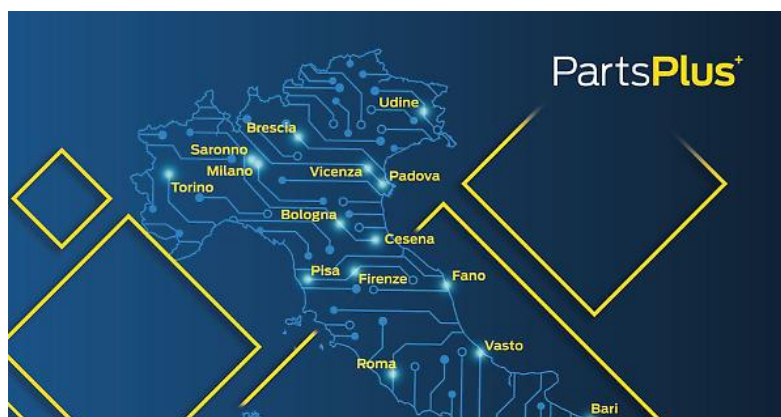 PartsPlus+
Udine
Brescia
Saronno
Milano
Vicenza
Padova
Torino
Bologna
Cesena
Pisa
Firenze
Fano
Vasto
Roma
Bari